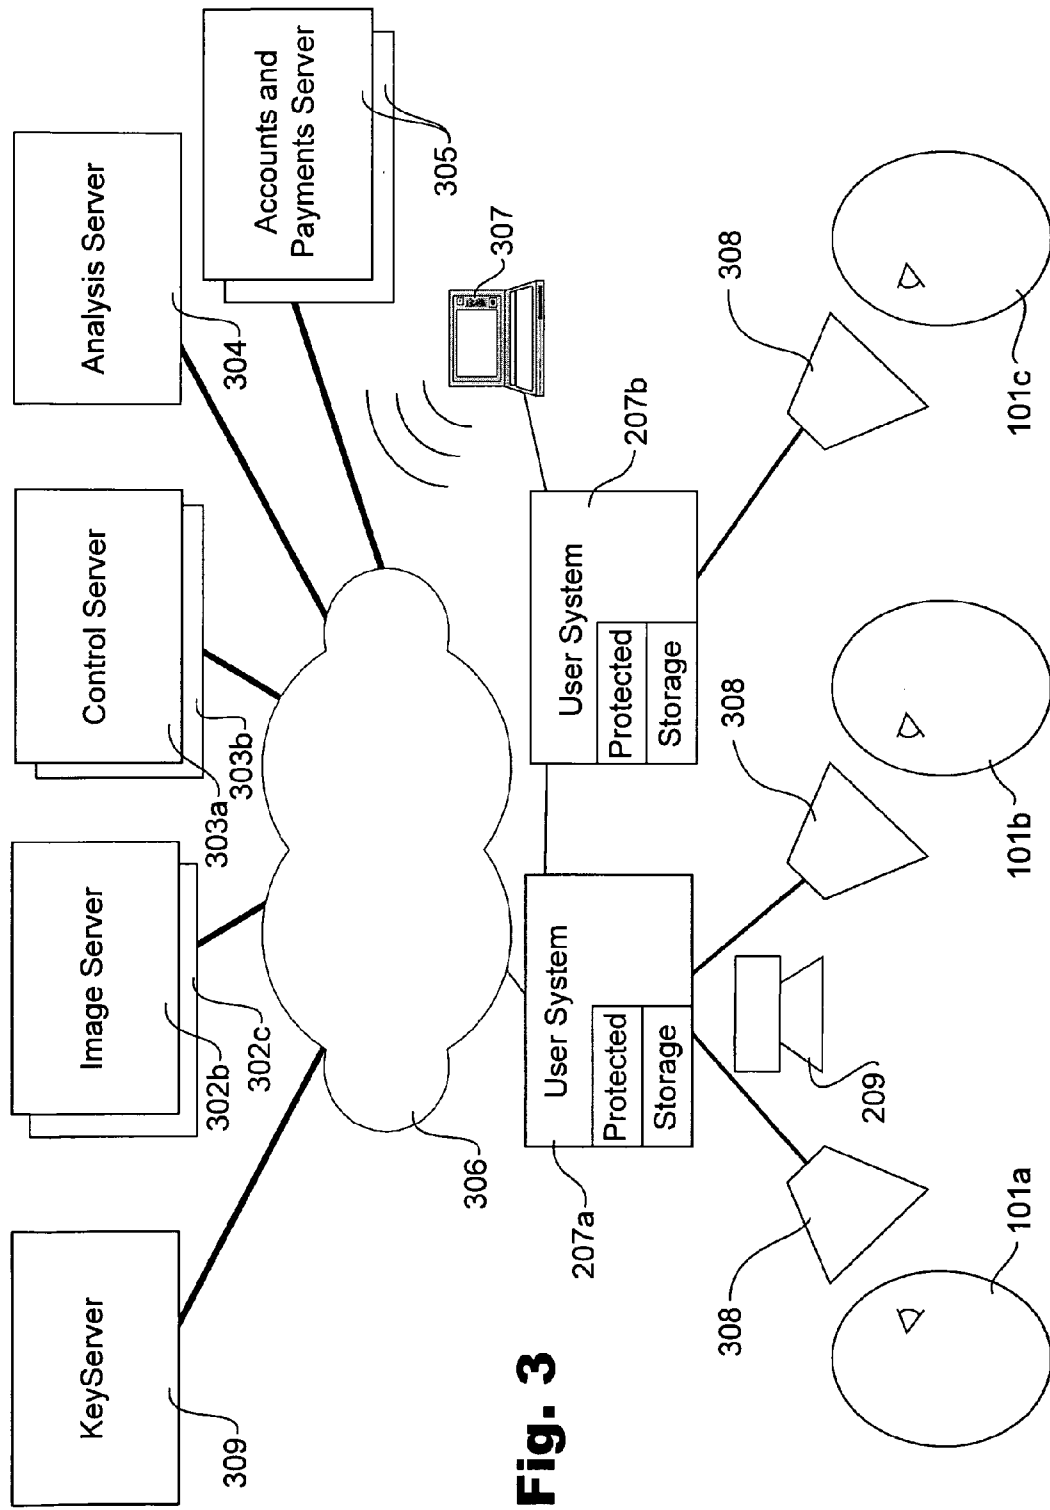 KeyServer
309
Image Server
302b
302c
Control Server
303a
303b
Analysis Server
304
Accounts and
Payments Server
305
306
307
User System
Protected
Storage
207a
User System
Protected
Storage
207b
308
209
308
308
101a
101b
101c
Fig. 3